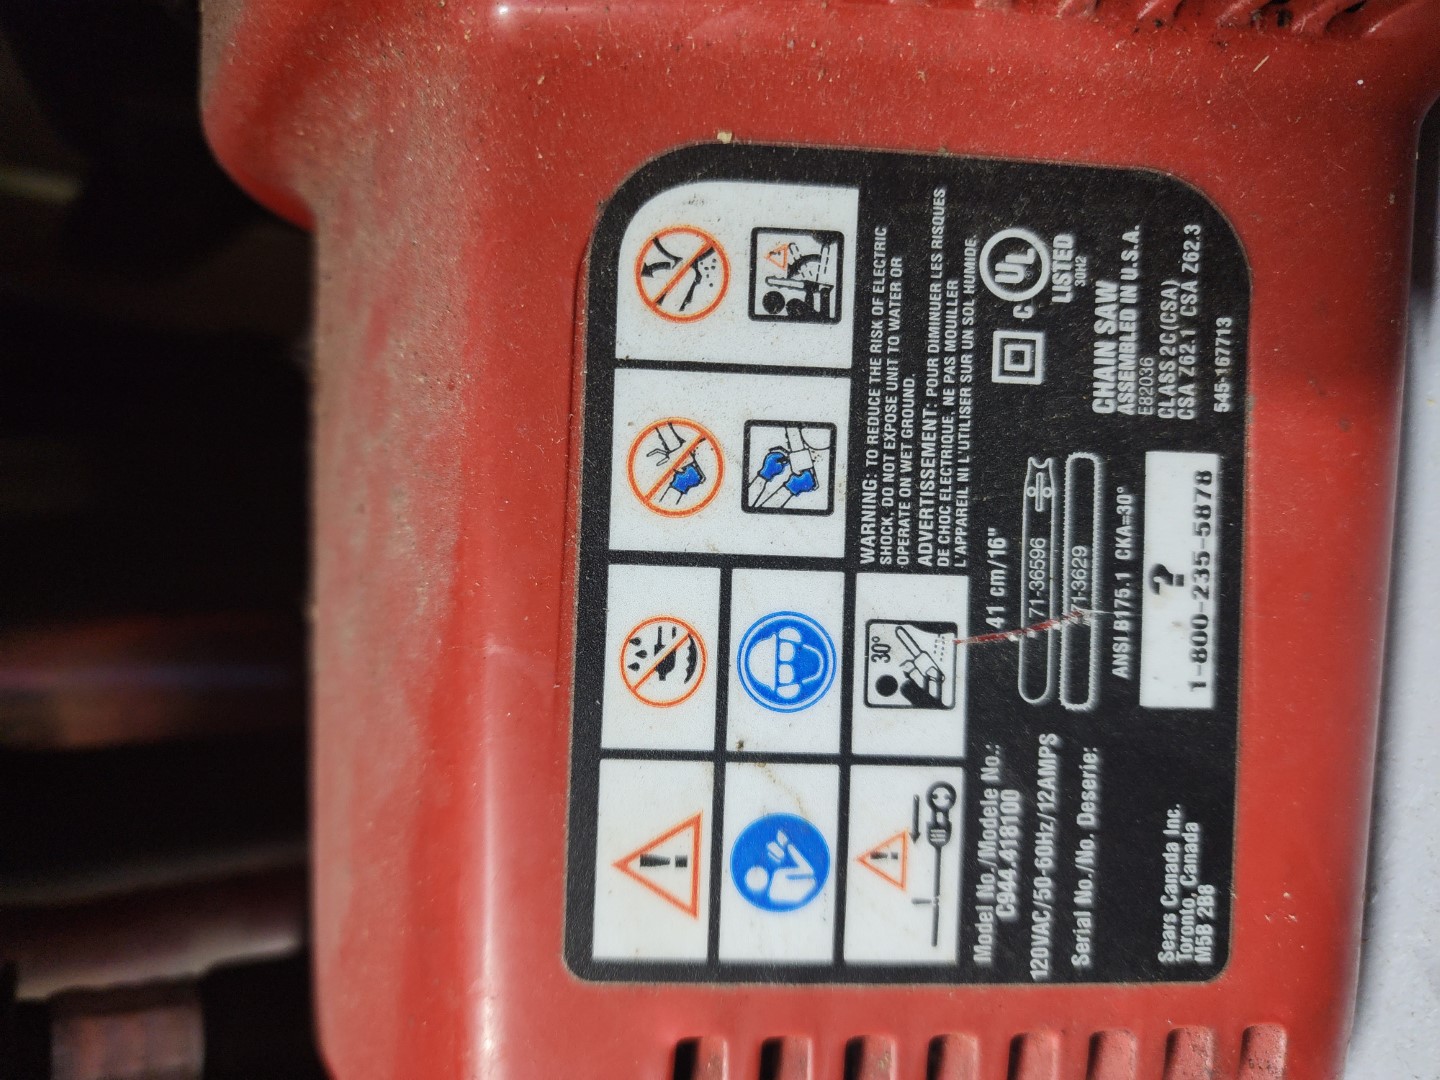 30°
WARNING: TO REDUCE THE RISK OF ELECTRIC
SHOCK, DO NOT EXPOSE UNIT TO WATER OR
OPERATE ON WET GROUND.
ADVERTISSEMENT: POUR DIMINUER LES RISQUES
DE CHOC ELECTRIQUE, NE PAS MOUILLER
L'APPAREIL NI L'UTILISER SUR UN SOL HUMIDE.
Model No./Modele No.:
C944.418100
120VAC/50-60Hz/12AMPS
Serial No./No. Deserie:
Sears Canada Inc.
Toronto, Canada
M5B 2B8
41 cm/16"
71-36596
71-3629
ANSI B175.1 CKA=30°
?
1-800-235-5878
C UL
LISTED
30H2
CHAIN SAW
ASSEMBLED IN U.S.A.
E82036
CLASS 2C (CSA)
CSA Z62.1 CSA Z62.3
545-167713